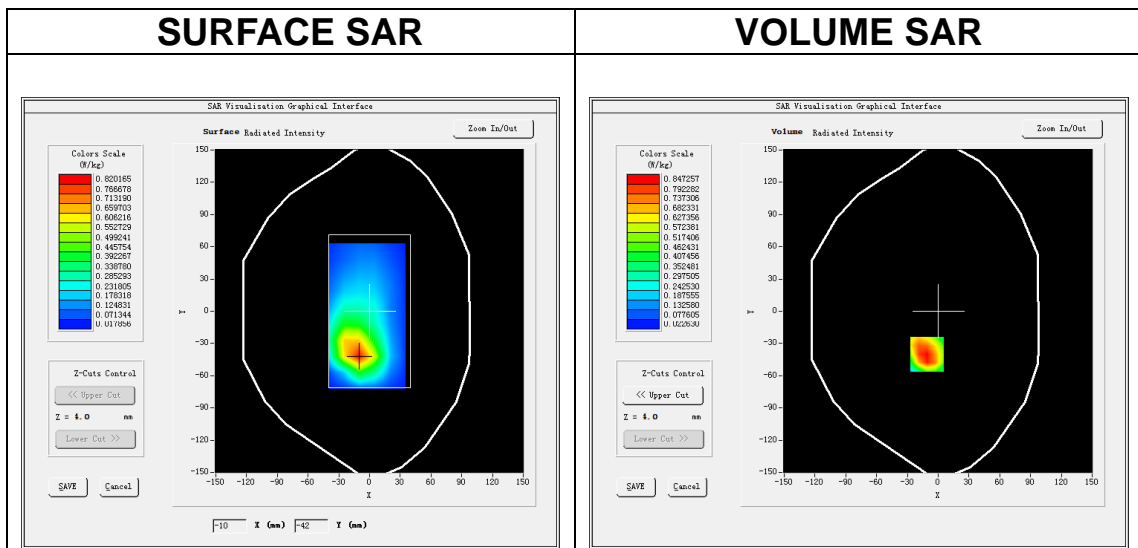 SURFACE SAR
VOLUME SAR
SAR Visualisation Graphical Interface
Surface Radiated Intensity
Zoom In/Out
Colors Scale
(W/kg)
0.820165
0.766678
0.713190
0.659703
0.606216
0.552729
0.499241
0.445754
0.392267
0.338780
0.285293
0.231805
0.178318
0.124831
0.071344
0.017856
150
120
90
60
30
0
-30
-60
-90
-120
-150
Y
-150 -120 -90 -60 -30 0 30 60 90 120 150
X
Z-Cuts Control
<< Upper Cut
Z = 4.0 mm
Lower Cut >>
SAVE Cancel
-10 X (mm) -42 Y (mm)
SAR Visualisation Graphical Interface
Volume Radiated Intensity
Zoom In/Out
Colors Scale
(W/kg)
0.847257
0.792282
0.737306
0.682331
0.627356
0.572381
0.517406
0.462431
0.407456
0.352481
0.297505
0.242530
0.187555
0.132580
0.077605
0.022630
150
120
90
60
30
0
-30
-60
-90
-120
-150
Y
-150 -120 -90 -60 -30 0 30 60 90 120 150
X
Z-Cuts Control
<< Upper Cut
Z = 4.0 mm
Lower Cut >>
SAVE Cancel